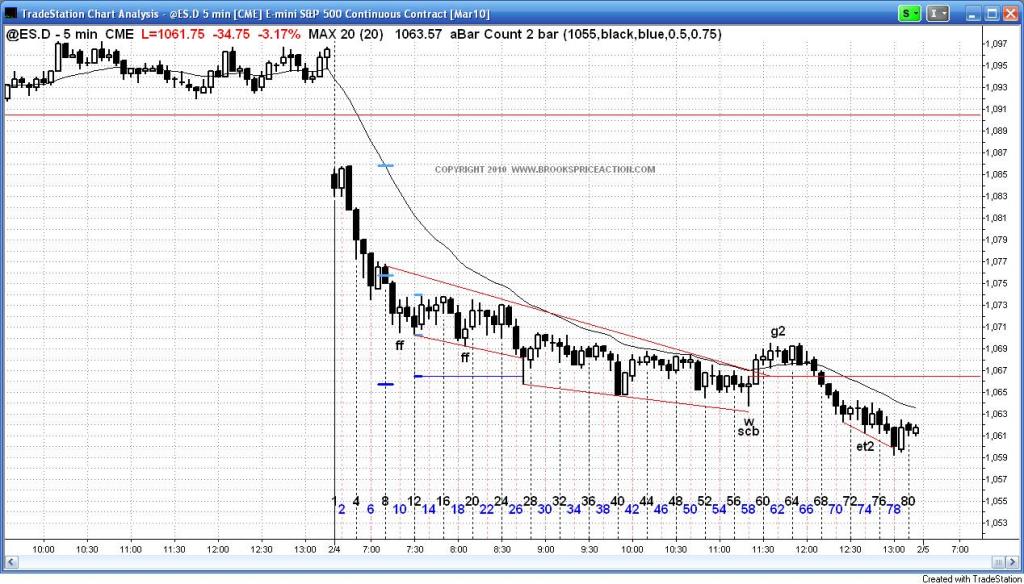 TradeStation Chart Analysis - @ES.D 5 min [CME] E-mini S&P 500 Continuous Contract [Mar10]
S
I
@ES.D - 5 min CME L=1061.75 -34.75 -3.17% MAX 20 (20) 1063.57 aBar Count 2 bar (1055,black,blue,0.5,0.75)
1,097
1,095
1,093
1,091
1,089
1,087
COPYRIGHT 2010 WWW.BROOKSPRICEACTION.COM
1,085
1,083
1,081
1,079
1,077
1,075
1,073
1,071
g2
ff
ff
1,069
1,067
1,065
1,063
w
scb
1,061
et2
1,059
1,057
1,055
1 4 8 12 16 20 24 28 32 36 40 44 48 52 56 60 64 68 72 76 80
2 6 10 14 18 22 26 30 34 38 42 46 50 54 58 62 66 70 74 78
1,053
10:00 10:30 11:00 11:30 12:00 12:30 13:00 2/4 7:00 7:30 8:00 8:30 9:00 9:30 10:00 10:30 11:00 11:30 12:00 12:30 13:00 2/5 7:00
Created with TradeStation